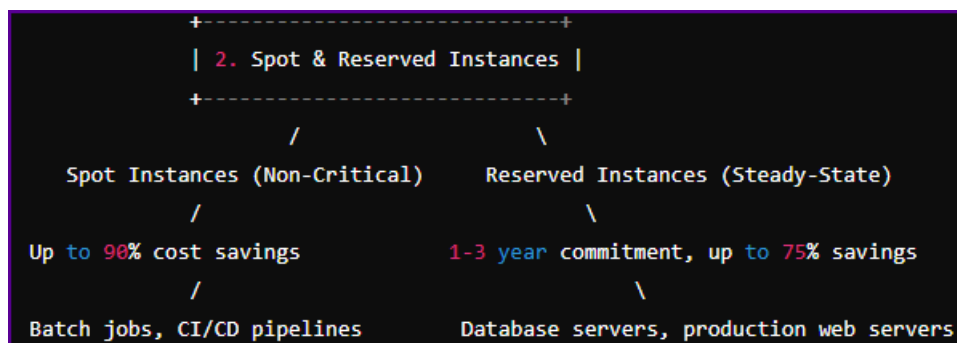 +-----------------------------+
| 2. Spot & Reserved Instances |
+-----------------------------+
/ \
Spot Instances (Non-Critical) Reserved Instances (Steady-State)
/ \
Up to 90% cost savings 1-3 year commitment, up to 75% savings
/ \
Batch jobs, CI/CD pipelines Database servers, production web servers